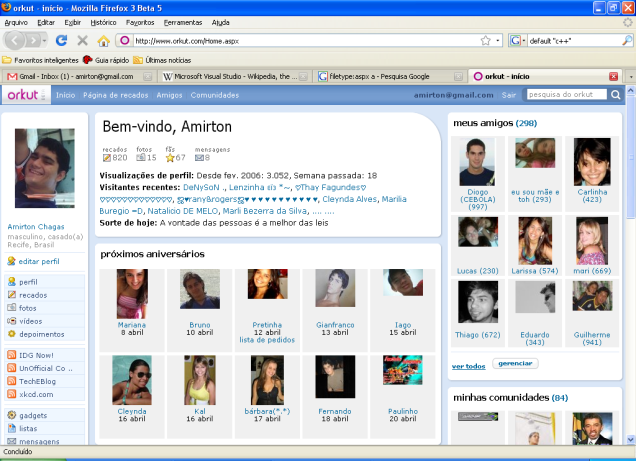 orkut - início - Mozilla Firefox 3 Beta 5
Arquivo Editar Exibir Histórico Favoritos Ferramentas Ajuda
http://www.orkut.com/Home.aspx
default "c++"
Favoritos inteligentes Guia rápido Últimas notícias
Gmail - Inbox (1) - amirton@gmail.com
Microsoft Visual Studio - Wikipedia, the ...
filetype:aspx a - Pesquisa Google
orkut - início
orkut Início Página de recados Amigos Comunidades amirton@gmail.com Sair pesquisa do orkut
Amirton Chagas
masculino, casado(a)
Recife, Brasil
editar perfil
perfil
recados
fotos
vídeos
depoimentos
IDG Now!
UnOfficial Co ..
TechEBlog
xkcd.com
gadgets
listas
mensagens
Bem-vindo, Amirton
recados fotos fãs mensagens
820 15 67 8
Visualizações de perfil: Desde fev. 2006: 3.052, Semana passada: 18
Visitantes recentes: DeNySoN ., Lenzinha *~, ♡Thay Fagundes♡
Cleynda Alves, Marilia
Buregio =D, Natalicio DE MELO, Marli Bezerra da Silva, .... ....
Sorte de hoje: A vontade das pessoas é a melhor das leis
próximos aniversários
Mariana
8 abril
Bruno
10 abril
Pretinha
12 abril
lista de pedidos
Gianfranco
13 abril
Iago
15 abril
Cleynda
16 abril
Kal
16 abril
bárbara(*.*)
17 abril
Fernando
18 abril
Paulinho
20 abril
meus amigos (298)
Diogo
(CEBOLA)
(997)
eu sou mãe e
toh (293)
Carlinha
(423)
Lucas (230)
Larissa (574)
mari (669)
Thiago (672)
Eduardo
(343)
Guilherme
(941)
ver todos gerenciar
minhas comunidades (84)
Concluído